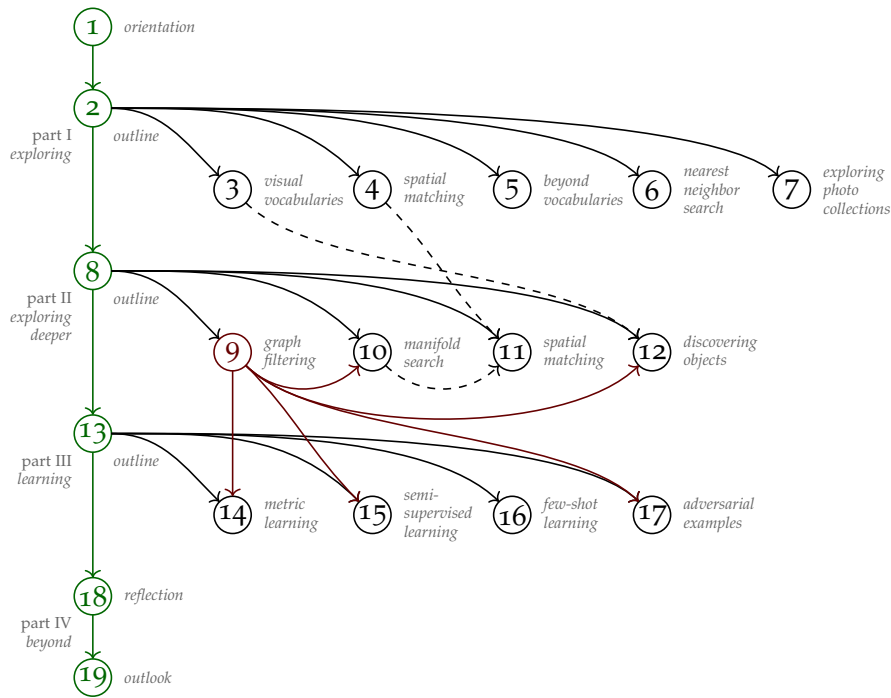 1 orientation
2
part I outline
exploring
3 visual
vocabularies
4 spatial
matching
5 beyond
vocabularies
6 nearest
neighbor
search
7 exploring
photo
collections
8
part II outline
exploring
deeper
9 graph
filtering
10 manifold
search
11 spatial
matching
12 discovering
objects
13
part III outline
learning
14 metric
learning
15 semi-
supervised
learning
16 few-shot
learning
17 adversarial
examples
18 reflection
part IV
beyond
19 outlook